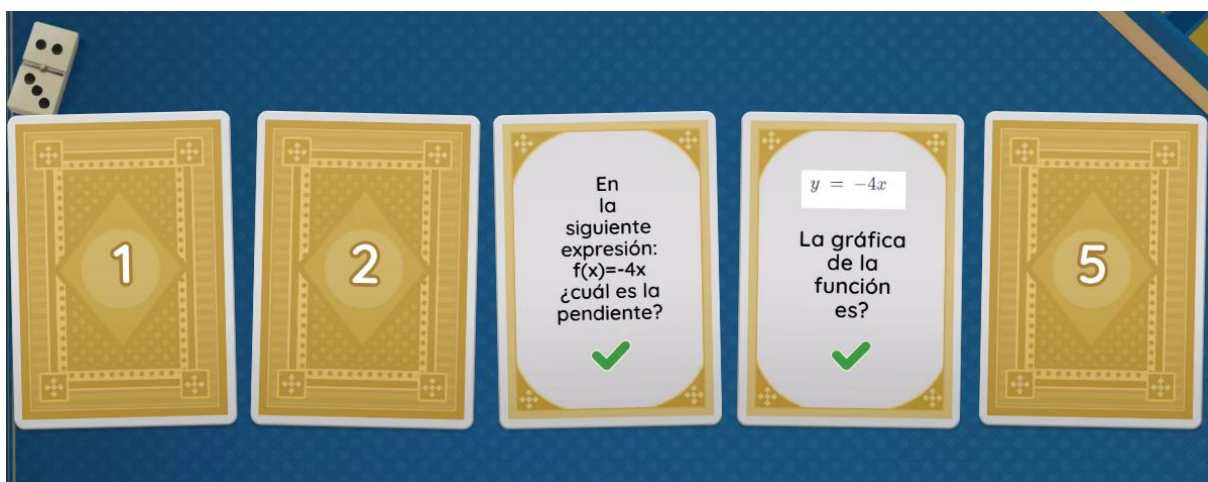 1
2
En
la
siguiente
expresión:
f(x)=-4x
¿cuál es la
pendiente?
y = -4x
La gráfica
de la
función
es?
5